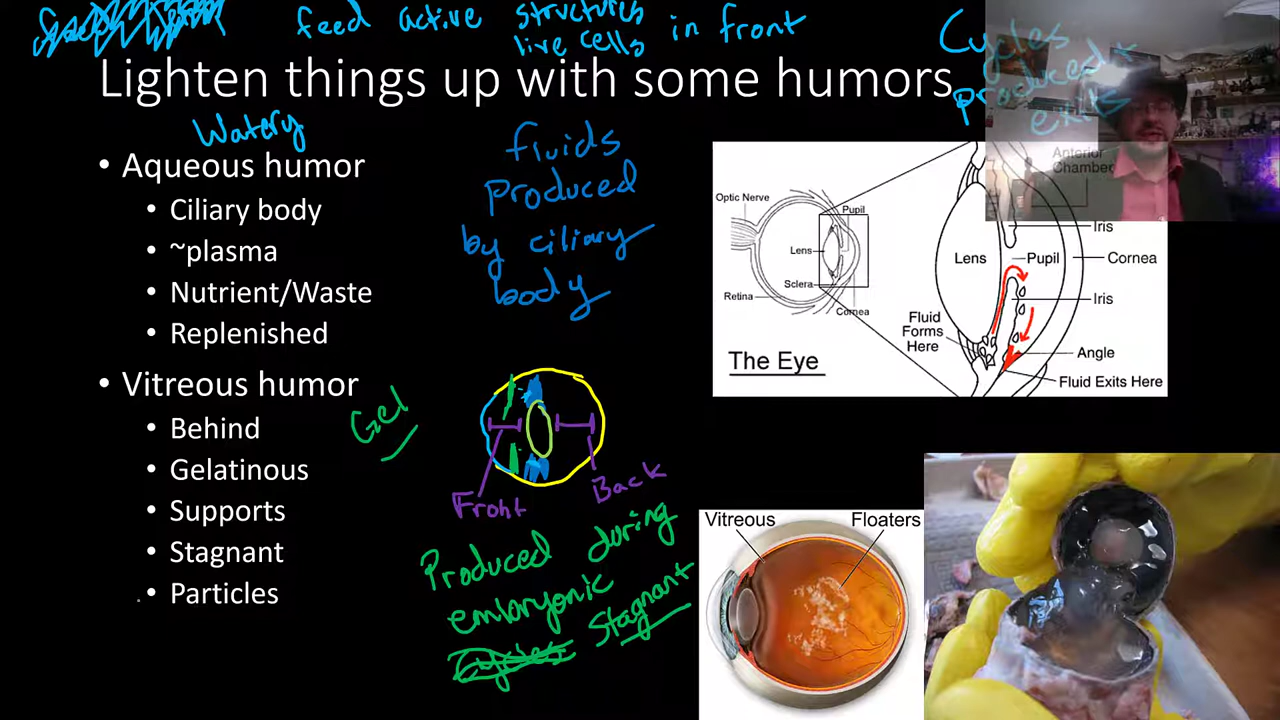 feed active structures
live cells in front
Cycles
produced +
exits
Lighten things up with some humors
Watery
• Aqueous humor
• Ciliary body
• ~plasma
• Nutrient/Waste
• Replenished
fluids
produced
by ciliary
body
• Vitreous humor
• Behind
• Gelatinous
• Supports
• Stagnant
• Particles
Gel
Front
Back
Produced during
embryonic
Stagnant
Optic Nerve
Pupil
Lens
Sclera
Retina
Cornea
The Eye
Anterior
Chamber
Iris
Lens
Pupil
Cornea
Iris
Fluid
Forms
Here
Angle
Fluid Exits Here
Vitreous
Floaters